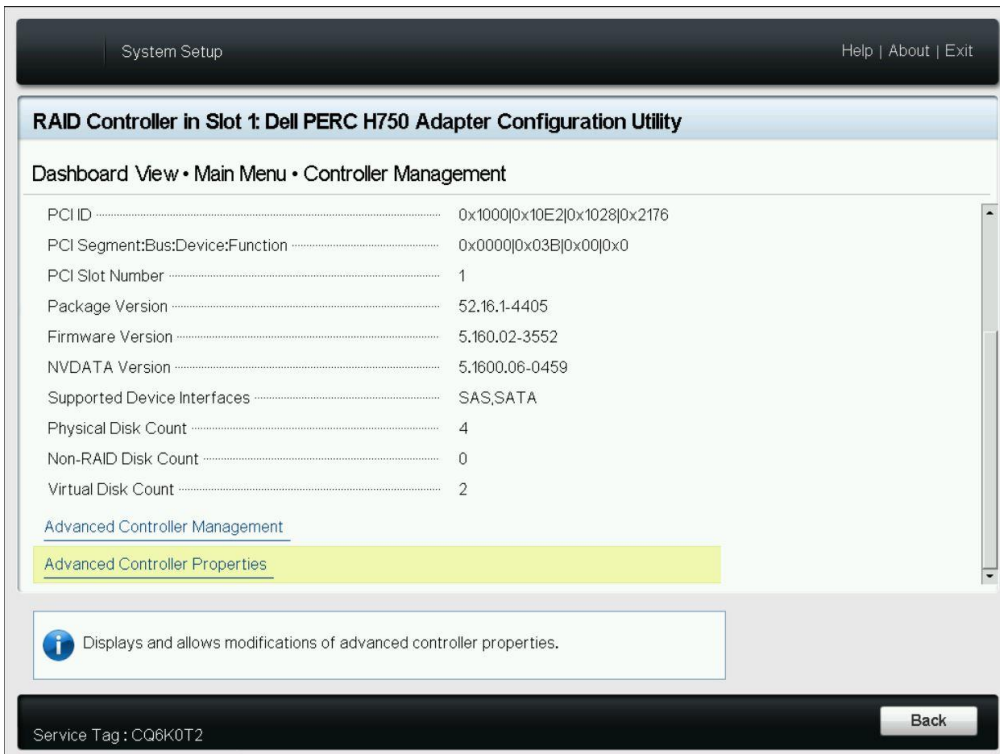 System Setup
Help | About | Exit
RAID Controller in Slot 1: Dell PERC H750 Adapter Configuration Utility
Dashboard View • Main Menu • Controller Management
PCI ID 0x1000|0x10E2|0x1028|0x2176
PCI Segment:Bus:Device:Function 0x0000|0x03B|0x00|0x0
PCI Slot Number 1
Package Version 52.16.1-4405
Firmware Version 5.160.02-3552
NVDATA Version 5.1600.06-0459
Supported Device Interfaces SAS,SATA
Physical Disk Count 4
Non-RAID Disk Count 0
Virtual Disk Count 2
Advanced Controller Management
Advanced Controller Properties
Displays and allows modifications of advanced controller properties.
Service Tag : CQ6K0T2
Back